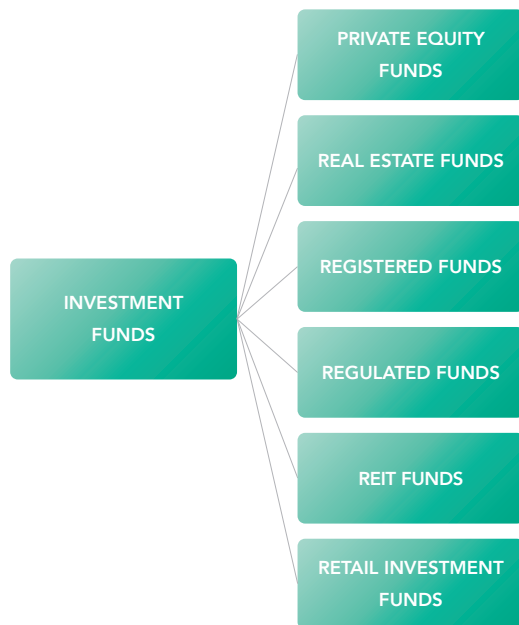 PRIVATE EQUITY
FUNDS
REAL ESTATE FUNDS
REGISTERED FUNDS
INVESTMENT
FUNDS
REGULATED FUNDS
REIT FUNDS
RETAIL INVESTMENT
FUNDS